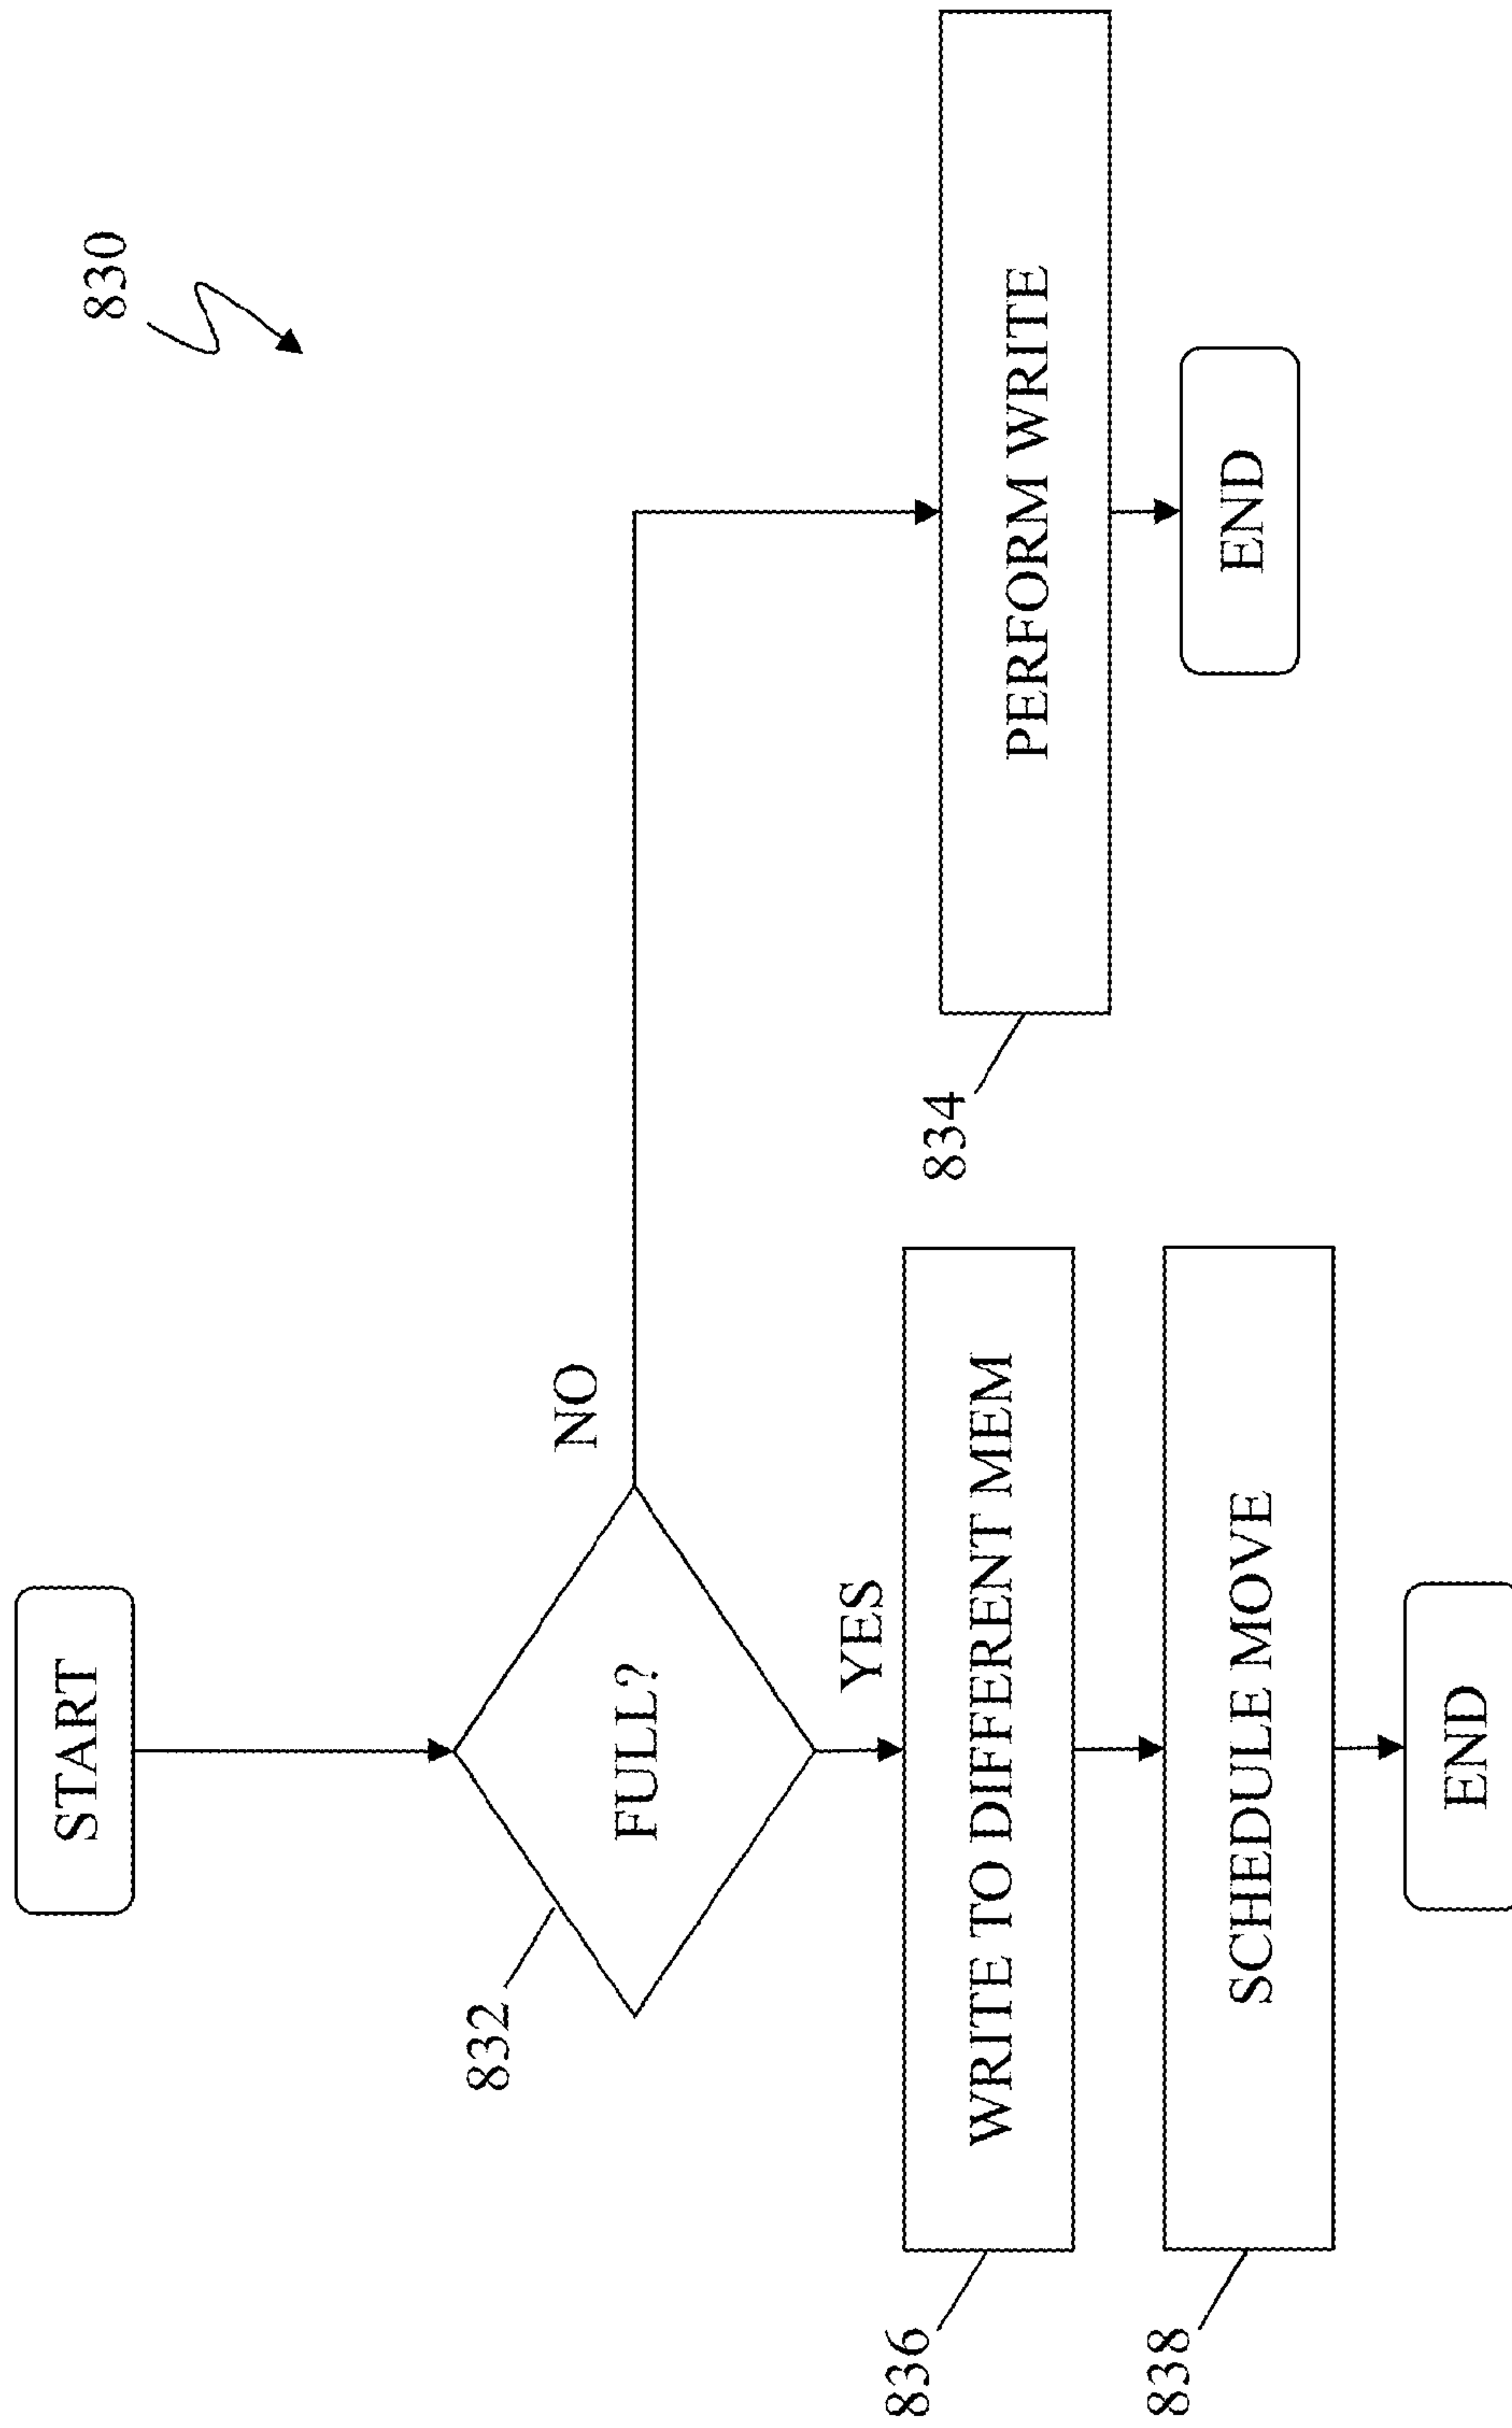 830
START
FULL?
NO
832
YES
836
WRITE TO DIFFERENT MEM
834
PERFORM WRITE
838
SCHEDULE MOVE
END
END